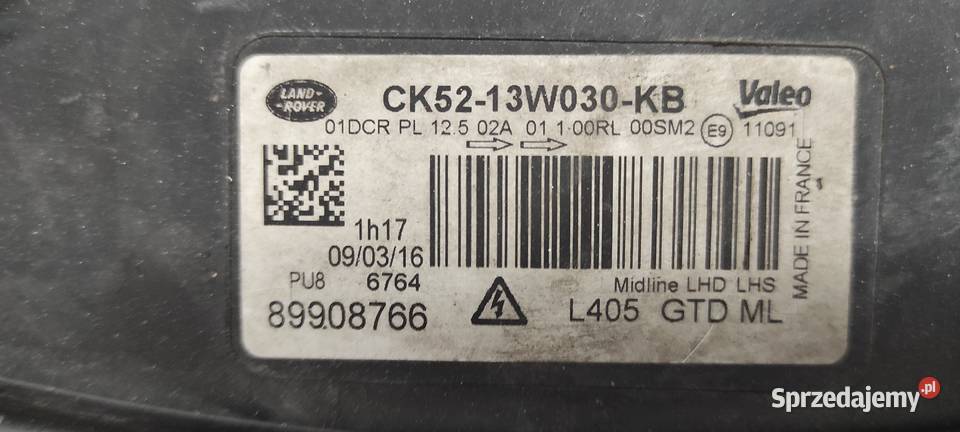 LAND-
-ROVER
CK52-13W030-KB
Valeo
01DCR PL 12.5 02A 01 1·00RL 00SM2 E9 11091
1h17
09/03/16
PU8 6764
89908766
Midline LHD LHS
L405 GTD ML
MADE IN FRANCE
Sprzedajemy.pl